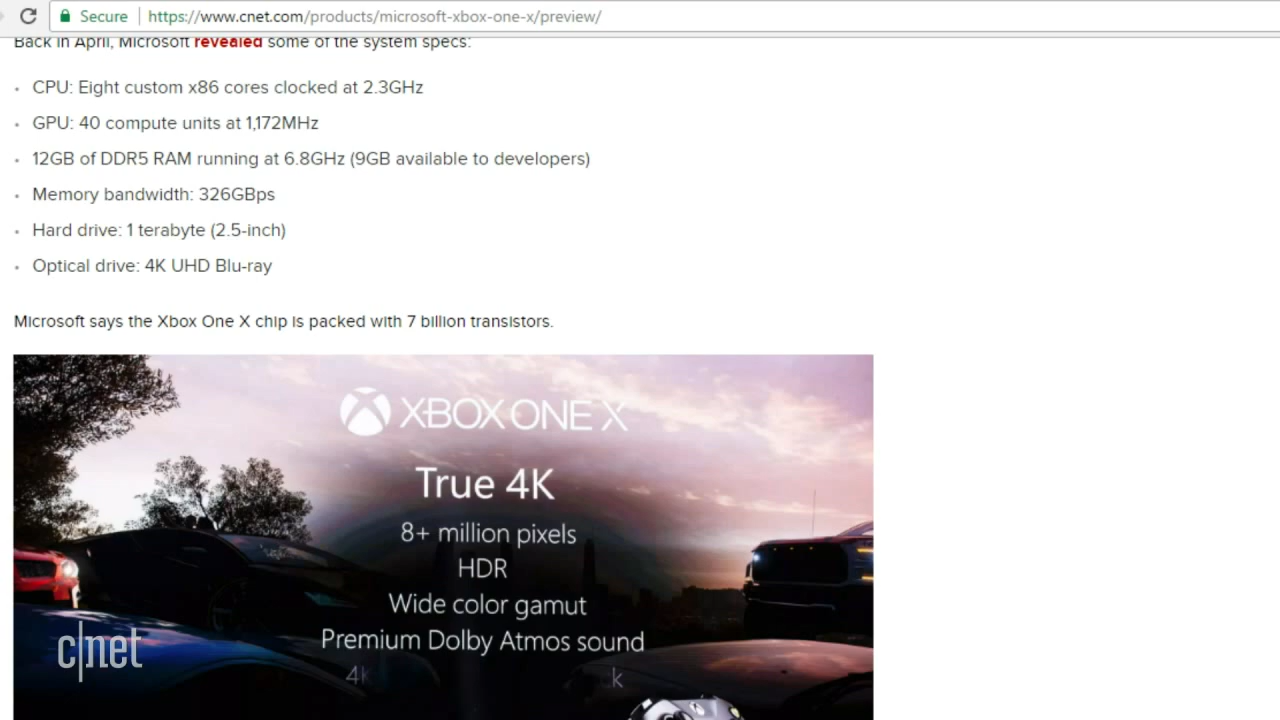 Secure https://www.cnet.com/products/microsoft-xbox-one-x/preview/
Back in April, Microsoft revealed some of the system specs:
• CPU: Eight custom x86 cores clocked at 2.3GHz
• GPU: 40 compute units at 1,172MHz
• 12GB of DDR5 RAM running at 6.8GHz (9GB available to developers)
• Memory bandwidth: 326GBps
• Hard drive: 1 terabyte (2.5-inch)
• Optical drive: 4K UHD Blu-ray
Microsoft says the Xbox One X chip is packed with 7 billion transistors.
XBOX ONE X
True 4K
8+ million pixels
HDR
Wide color gamut
Premium Dolby Atmos sound
c|net